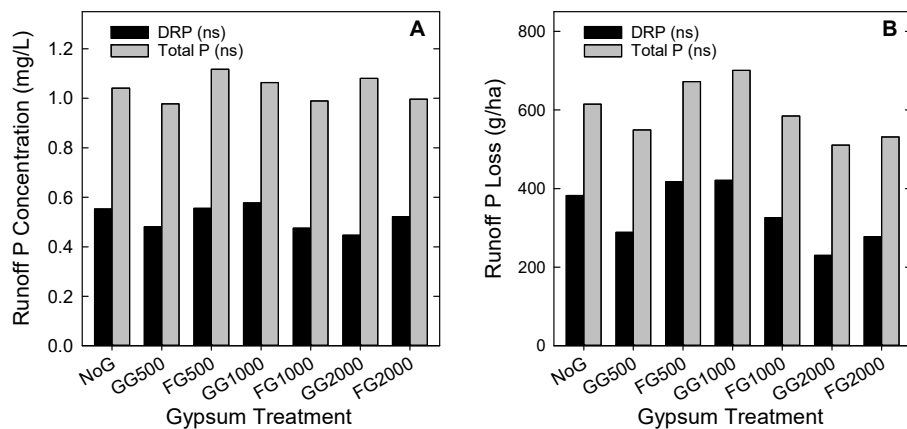 A
DRP (ns)
Total P (ns)
Runoff P Concentration (mg/L)
1.2
1.0
0.8
0.6
0.4
0.2
0.0
NoG
GG500
FG500
GG1000
FG1000
GG2000
FG2000
Gypsum Treatment
B
DRP (ns)
Total P (ns)
Runoff P Loss (g/ha)
800
600
400
200
0
NoG
GG500
FG500
GG1000
FG1000
GG2000
FG2000
Gypsum Treatment